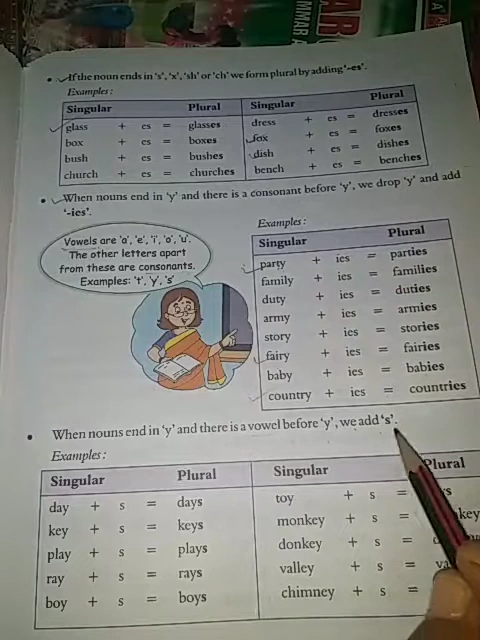 • If the noun ends in 's', 'x', 'sh' or 'ch' we form plural by adding '-es'.
Examples :
Singular Plural Singular Plural
glass + es = glasses dress + es = dresses
box + es = boxes fox + es = foxes
bush + es = bushes dish + es = dishes
church + es = churches bench + es = benches
• When nouns end in 'y' and there is a consonant before 'y', we drop 'y' and add
'-ies'.
Vowels are 'a', 'e', 'i', 'o', 'u'.
The other letters apart
from these are consonants.
Examples: 't', 'y', 's'
Examples :
Singular Plural
party + ies = parties
family + ies = families
duty + ies = duties
army + ies = armies
story + ies = stories
fairy + ies = fairies
baby + ies = babies
country + ies = countries
• When nouns end in 'y' and there is a vowel before 'y', we add 's'.
Examples :
Singular Plural Singular Plural
day + s = days toy + s =
key + s = keys monkey + s =
play + s = plays donkey + s =
ray + s = rays valley + s =
boy + s = boys chimney + s =